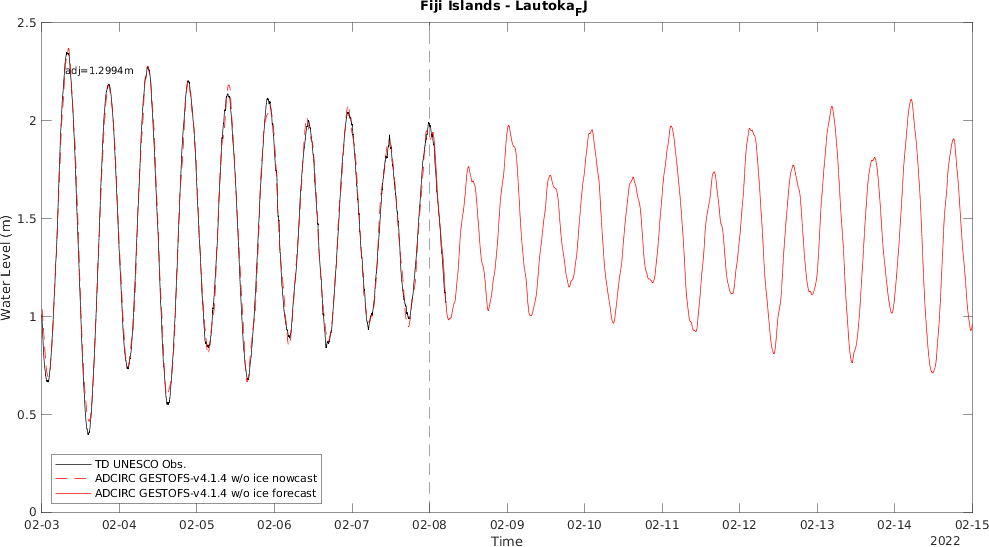 Fiji Islands - Lautoka_FJ
2.5
adj=1.2994m
2
1.5
Water Level (m)
1
0.5
TD UNESCO Obs.
ADCIRC GESTOFS-v4.1.4 w/o ice nowcast
ADCIRC GESTOFS-v4.1.4 w/o ice forecast
0
02-03 02-04 02-05 02-06 02-07 02-08 02-09 02-10 02-11 02-12 02-13 02-14 02-15
Time
2022